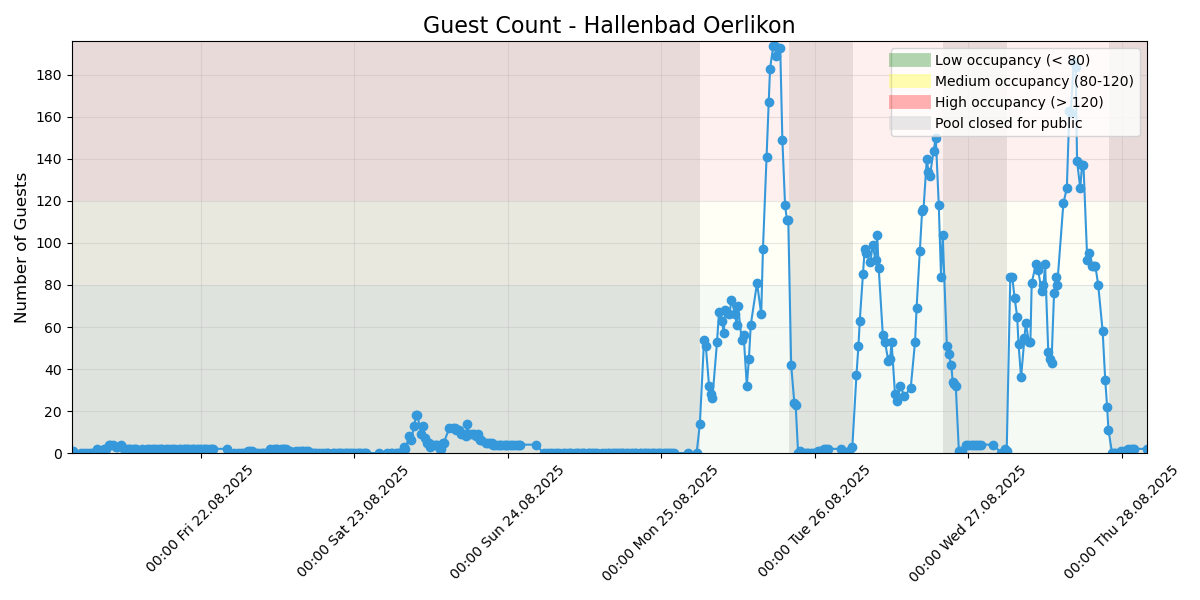 Guest Count - Hallenbad Oerlikon
Number of Guests
180
160
140
120
100
80
60
40
20
0
Low occupancy (< 80)
Medium occupancy (80-120)
High occupancy (> 120)
Pool closed for public
00:00 Fri 22.08.2025
00:00 Sat 23.08.2025
00:00 Sun 24.08.2025
00:00 Mon 25.08.2025
00:00 Tue 26.08.2025
00:00 Wed 27.08.2025
00:00 Thu 28.08.2025